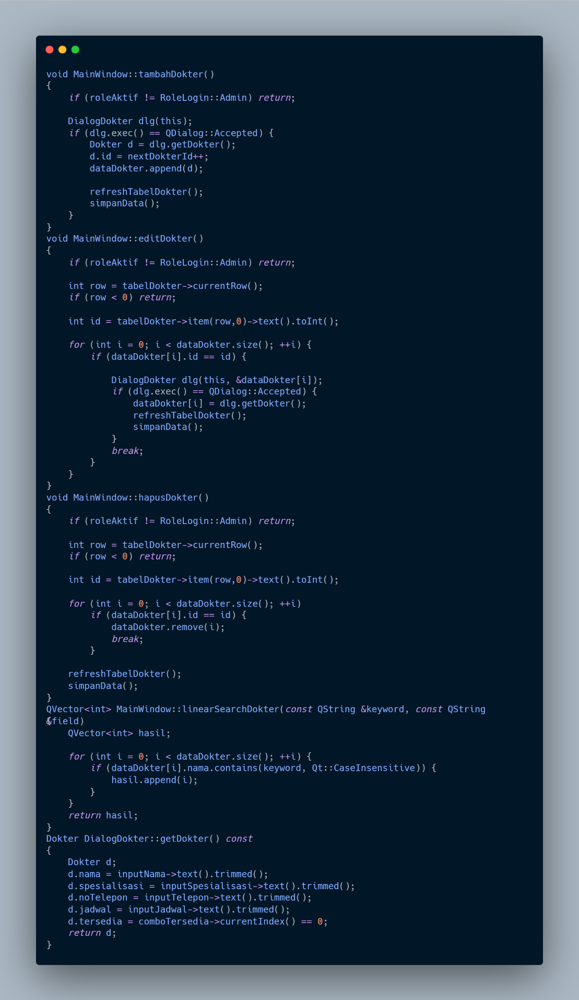 void MainWindow::tambahDokter()
{
    if (roleAktif != RoleLogin::Admin) return;

    DialogDokter dlg(this);
    if (dlg.exec() == QDialog::Accepted) {
        Dokter d = dlg.getDokter();
        d.id = nextDokterId++;
        dataDokter.append(d);

        refreshTabelDokter();
        simpanData();
    }
}
void MainWindow::editDokter()
{
    if (roleAktif != RoleLogin::Admin) return;

    int row = tabelDokter->currentRow();
    if (row < 0) return;

    int id = tabelDokter->item(row,0)->text().toInt();

    for (int i = 0; i < dataDokter.size(); ++i) {
        if (dataDokter[i].id == id) {

            DialogDokter dlg(this, &dataDokter[i]);
            if (dlg.exec() == QDialog::Accepted) {
                dataDokter[i] = dlg.getDokter();
                refreshTabelDokter();
                simpanData();
            }
            break;
        }
    }
}
void MainWindow::hapusDokter()
{
    if (roleAktif != RoleLogin::Admin) return;

    int row = tabelDokter->currentRow();
    if (row < 0) return;

    int id = tabelDokter->item(row,0)->text().toInt();

    for (int i = 0; i < dataDokter.size(); ++i)
        if (dataDokter[i].id == id) {
            dataDokter.remove(i);
            break;
        }

    refreshTabelDokter();
    simpanData();
}
QVector<int> MainWindow::linearSearchDokter(const QString &keyword, const QString
&field)
{
    QVector<int> hasil;

    for (int i = 0; i < dataDokter.size(); ++i) {
        if (dataDokter[i].nama.contains(keyword, Qt::CaseInsensitive)) {
            hasil.append(i);
        }
    }
    return hasil;
}
Dokter DialogDokter::getDokter() const
{
    Dokter d;
    d.nama = inputNama->text().trimmed();
    d.spesialisasi = inputSpesialisasi->text().trimmed();
    d.noTelepon = inputTelepon->text().trimmed();
    d.jadwal = inputJadwal->text().trimmed();
    d.tersedia = comboTersedia->currentIndex() == 0;
    return d;
}